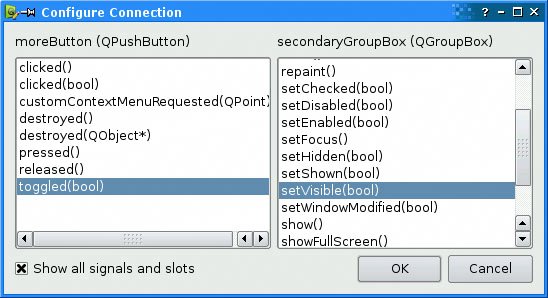 Configure Connection
moreButton (QPushButton)
secondaryGroupBox (QGroupBox)
clicked()
clicked(bool)
customContextMenuRequested(QPoint)
destroyed()
destroyed(QObject*)
pressed()
released()
toggled(bool)
repaint()
setChecked(bool)
setDisabled(bool)
setEnabled(bool)
setFocus()
setHidden(bool)
setShown(bool)
setVisible(bool)
setWindowModified(bool)
show()
showFullScreen()
Show all signals and slots
OK
Cancel